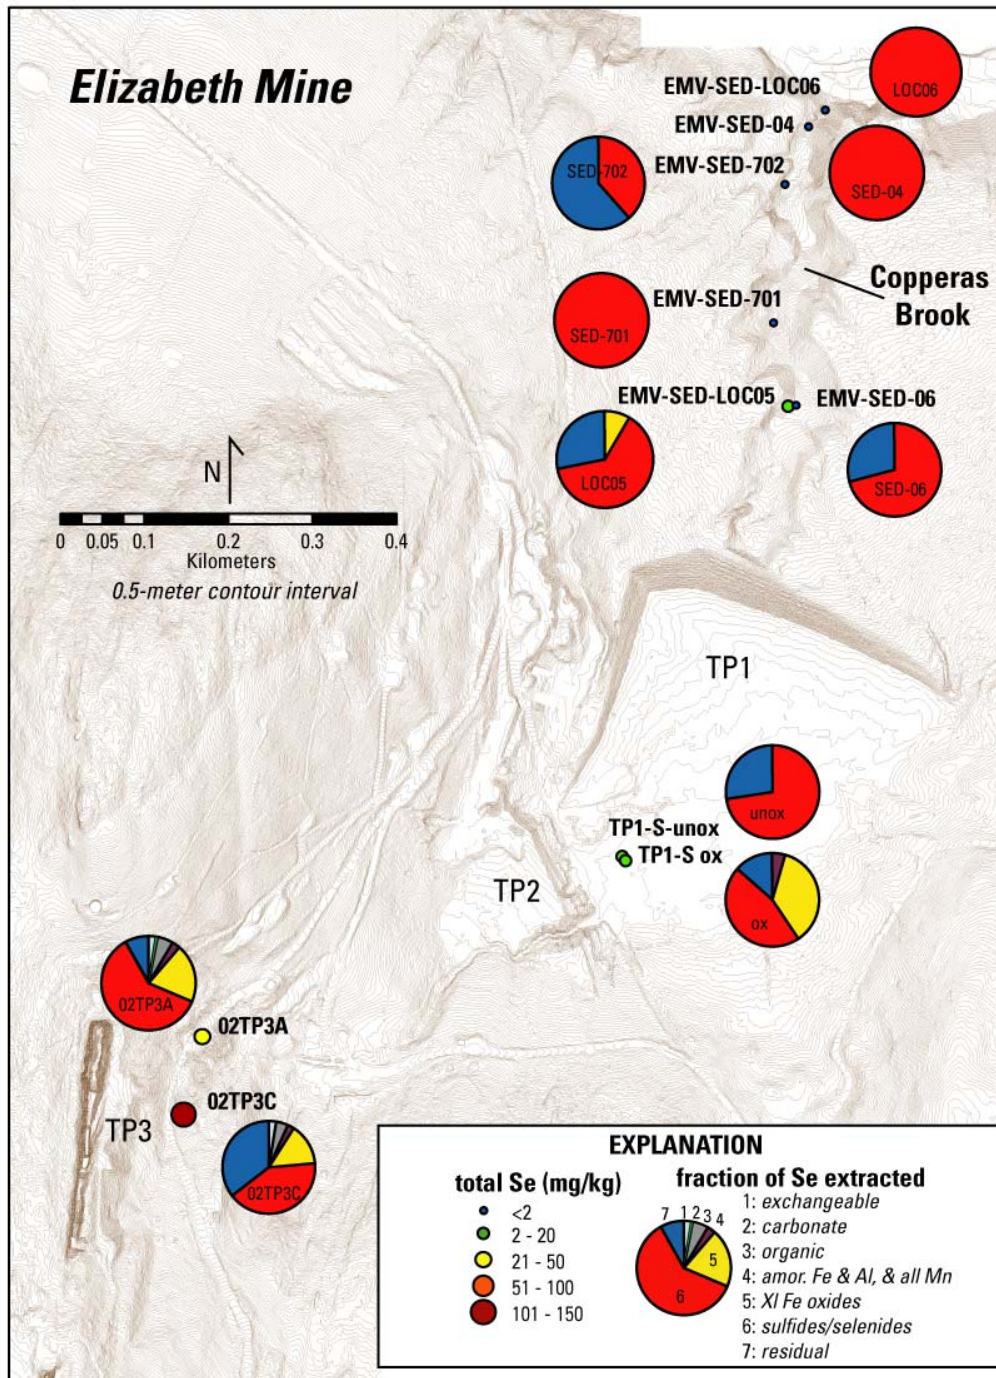 Elizabeth Mine
LOC06
EMV-SED-LOC06
EMV-SED-04
SED-04
EMV-SED-702
SED-702
Copperas
Brook
EMV-SED-701
SED-701
EMV-SED-LOC05
EMV-SED-06
LOC05
SED-06
N
0 0.05 0.1 0.2 0.3 0.4
Kilometers
0.5-meter contour interval
TP1
unox
TP1-S-unox
TP1-S ox
ox
TP2
02TP3A
02TP3A
02TP3C
TP3
02TP3C
EXPLANATION
total Se (mg/kg)
<2
2 - 20
21 - 50
51 - 100
101 - 150
fraction of Se extracted
7 1 2 3 4
5
6
1: exchangeable
2: carbonate
3: organic
4: amor. Fe & Al, & all Mn
5: Xl Fe oxides
6: sulfides/selenides
7: residual